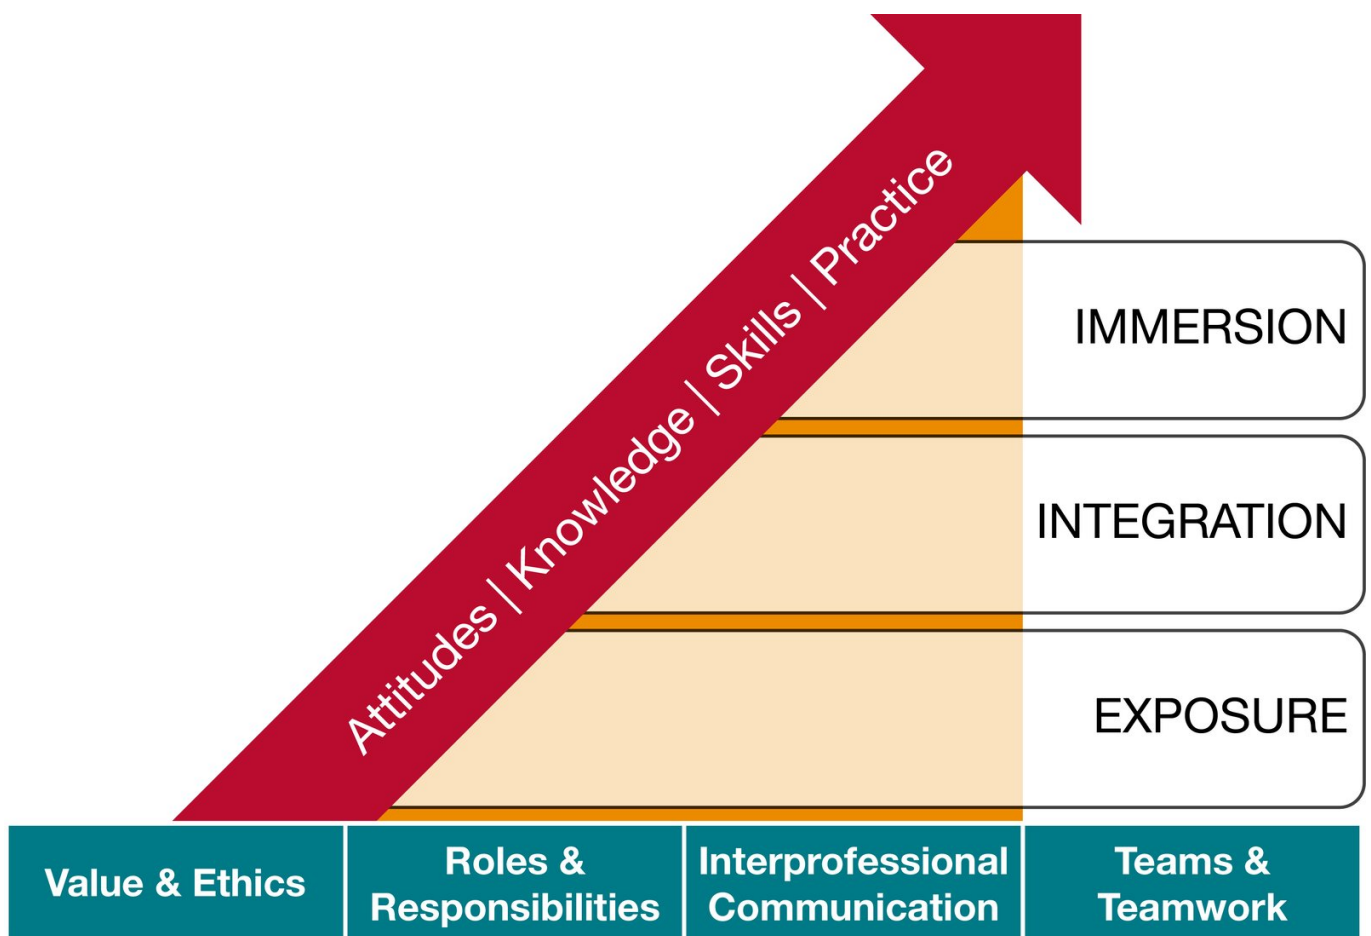 Attitudes | Knowledge | Skills | Practice
IMMERSION
INTEGRATION
EXPOSURE
Value & Ethics
Roles &
Responsibilities
Interprofessional
Communication
Teams &
Teamwork